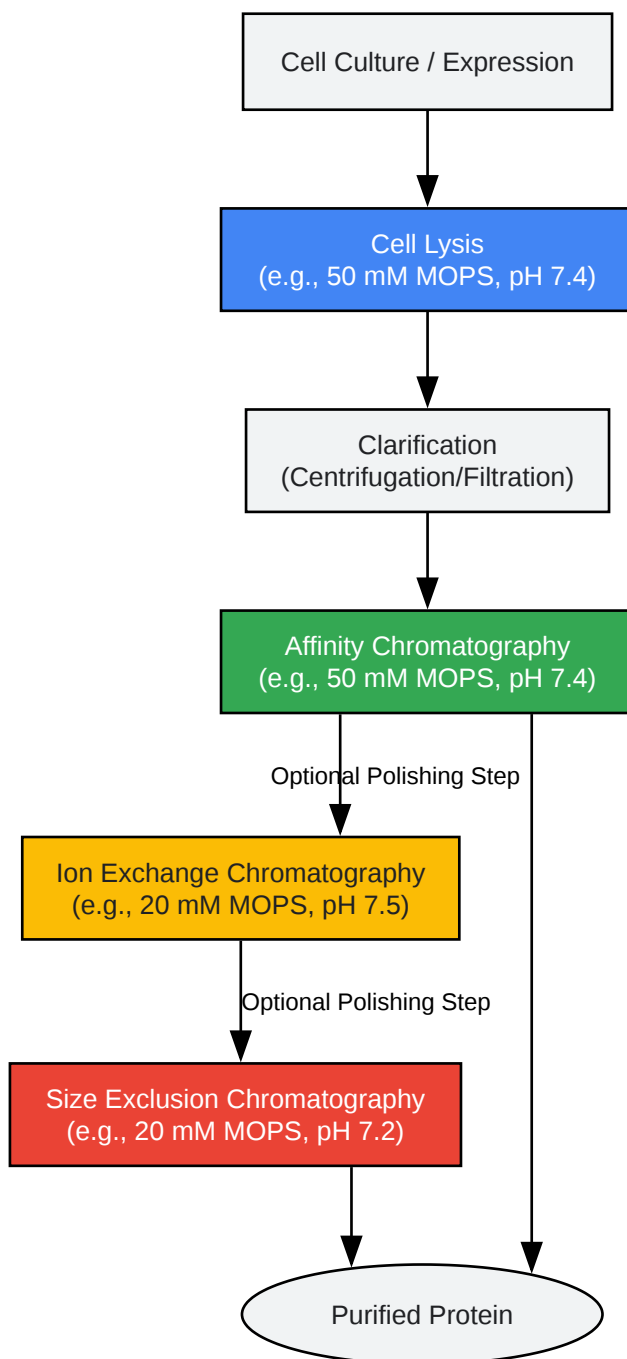 Cell Culture / Expression
Cell Lysis
(e.g., 50 mM MOPS, pH 7.4)
Clarification
(Centrifugation/Filtration)
Affinity Chromatography
(e.g., 50 mM MOPS, pH 7.4)
Optional Polishing Step
Ion Exchange Chromatography
(e.g., 20 mM MOPS, pH 7.5)
Optional Polishing Step
Size Exclusion Chromatography
(e.g., 20 mM MOPS, pH 7.2)
Purified Protein